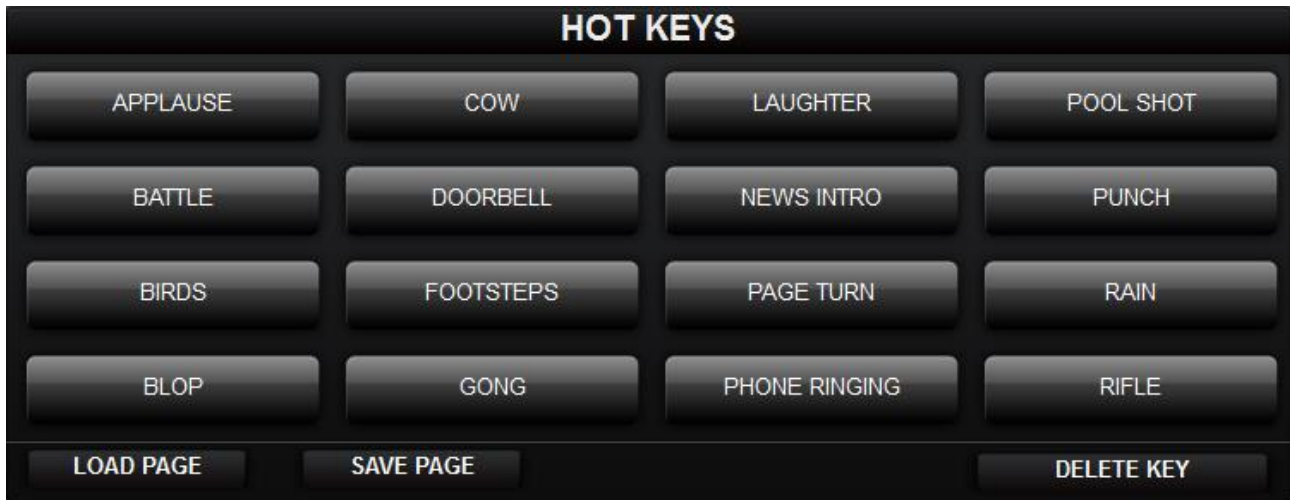 HOT KEYS
APPLAUSE COW LAUGHTER POOL SHOT
BATTLE DOORBELL NEWS INTRO PUNCH
BIRDS FOOTSTEPS PAGE TURN RAIN
BLOP GONG PHONE RINGING RIFLE
LOAD PAGE SAVE PAGE DELETE KEY